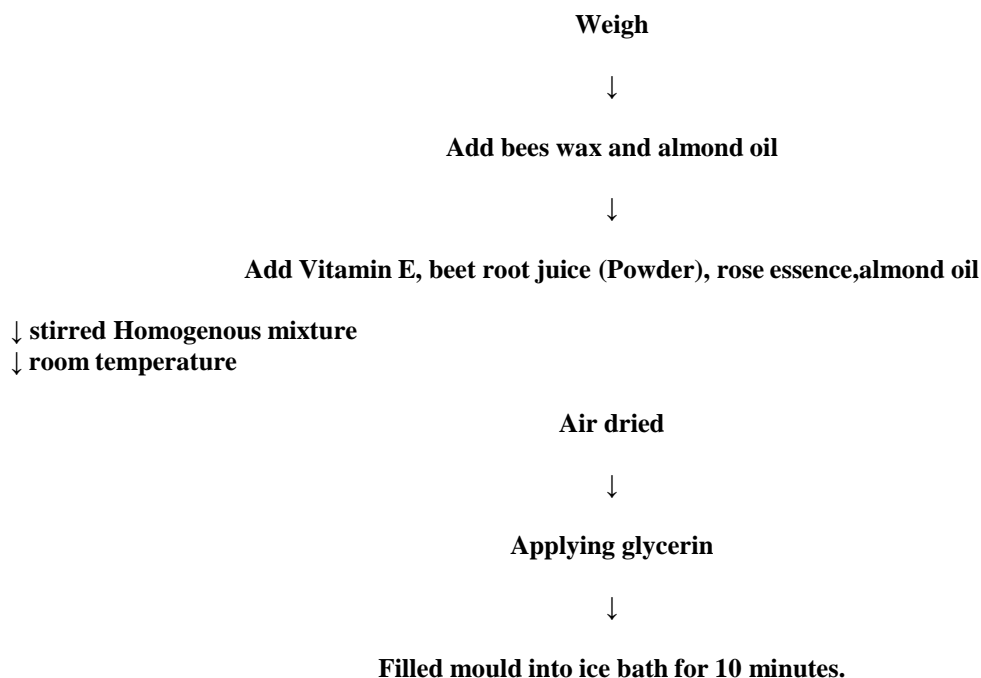 Weigh
↓
Add bees wax and almond oil
↓
Add Vitamin E, beet root juice (Powder), rose essence,almond oil
↓ stirred Homogenous mixture
↓ room temperature
Air dried
↓
Applying glycerin
↓
Filled mould into ice bath for 10 minutes.